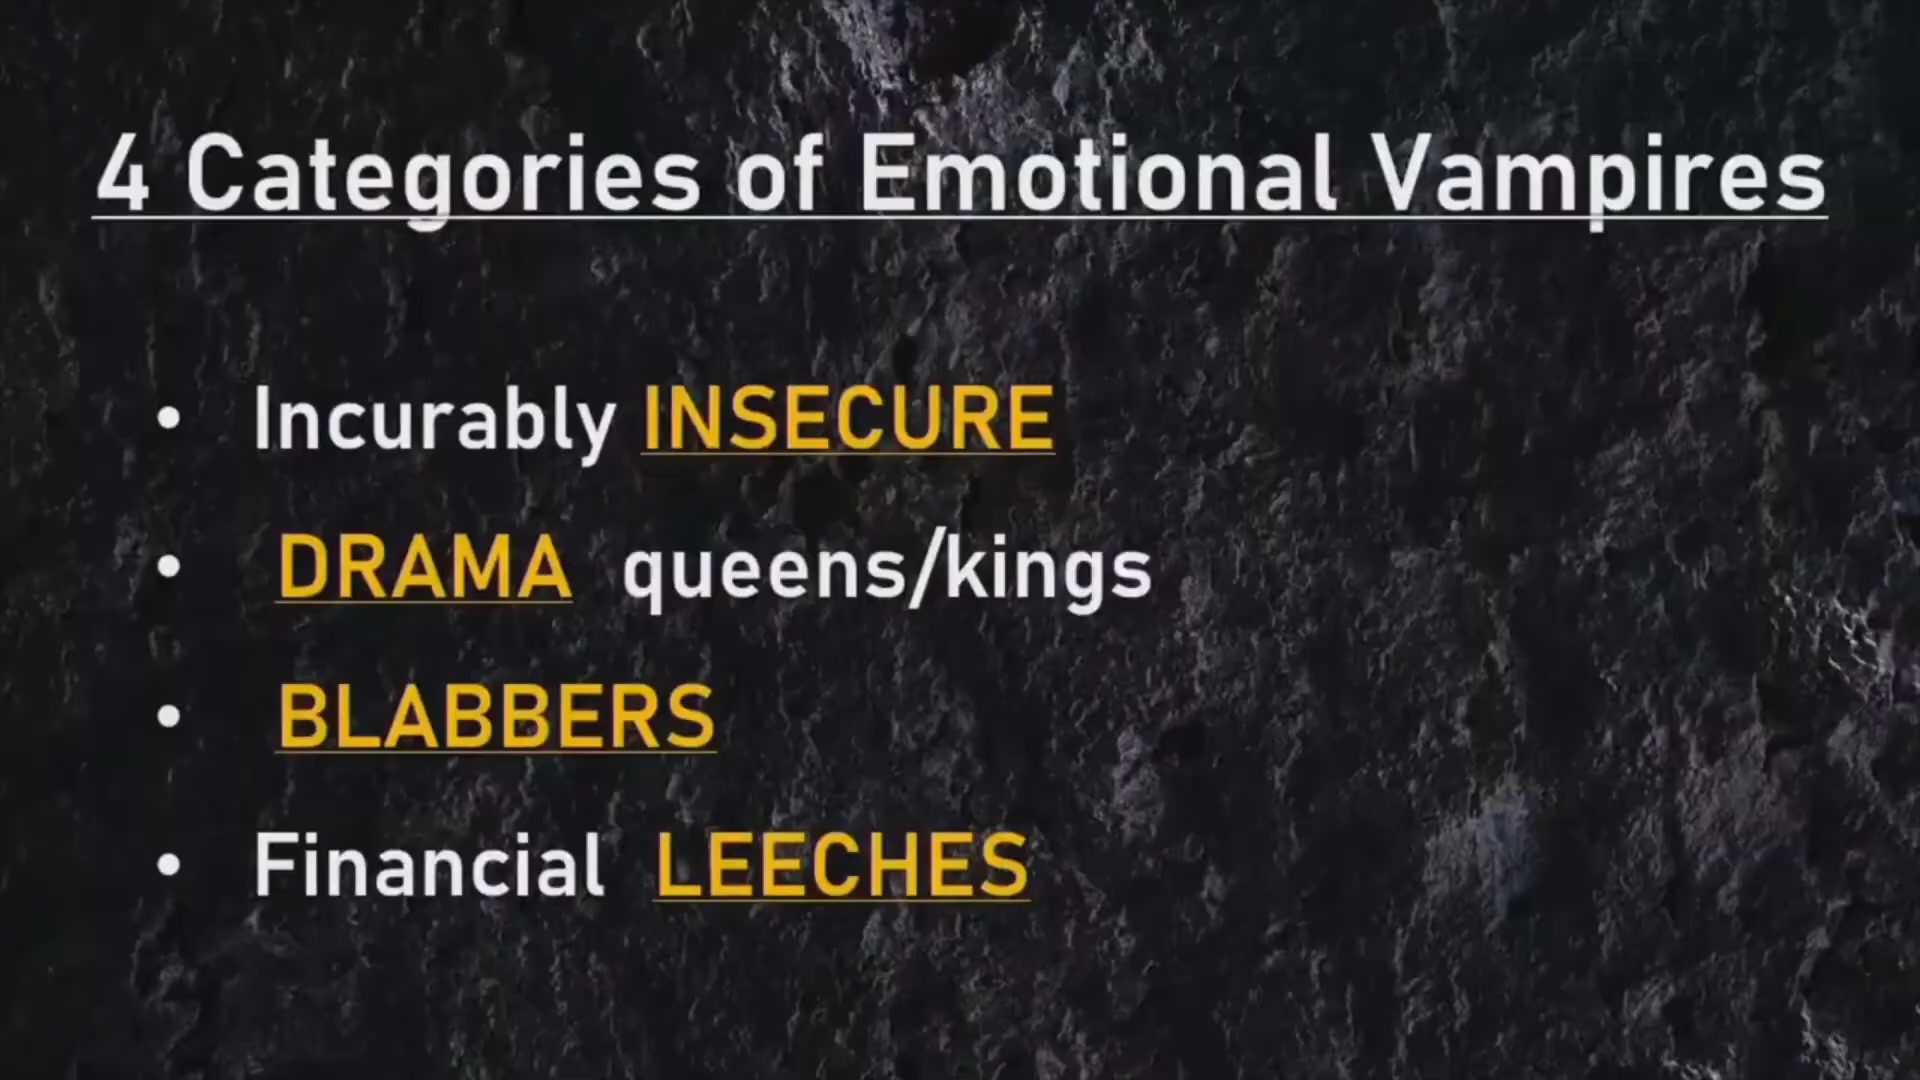 4 Categories of Emotional Vampires
• Incurably INSECURE
• DRAMA queens/kings
• BLABBERS
• Financial LEECHES